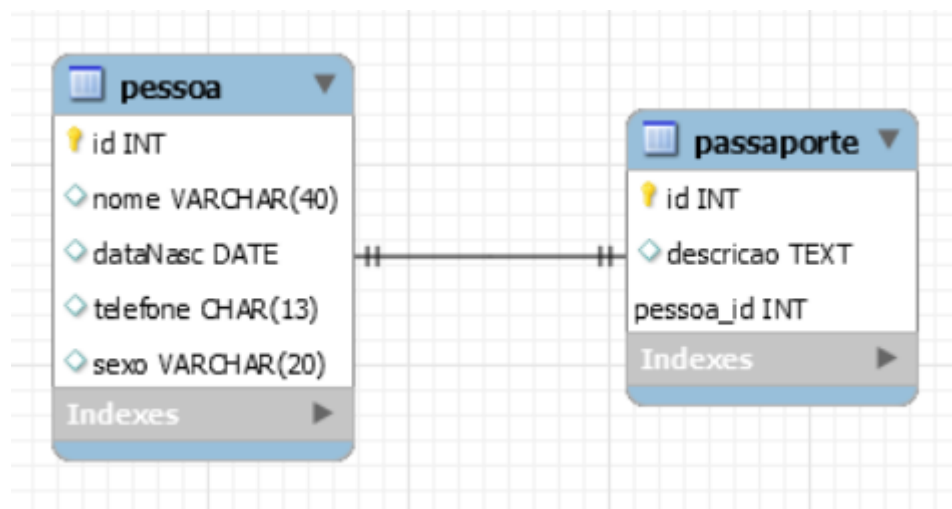 pessoa
id INT
nome VARCHAR(40)
dataNasc DATE
telefone CHAR(13)
sexo VARCHAR(20)
Indexes
passaporte
id INT
descricao TEXT
pessoa_id INT
Indexes